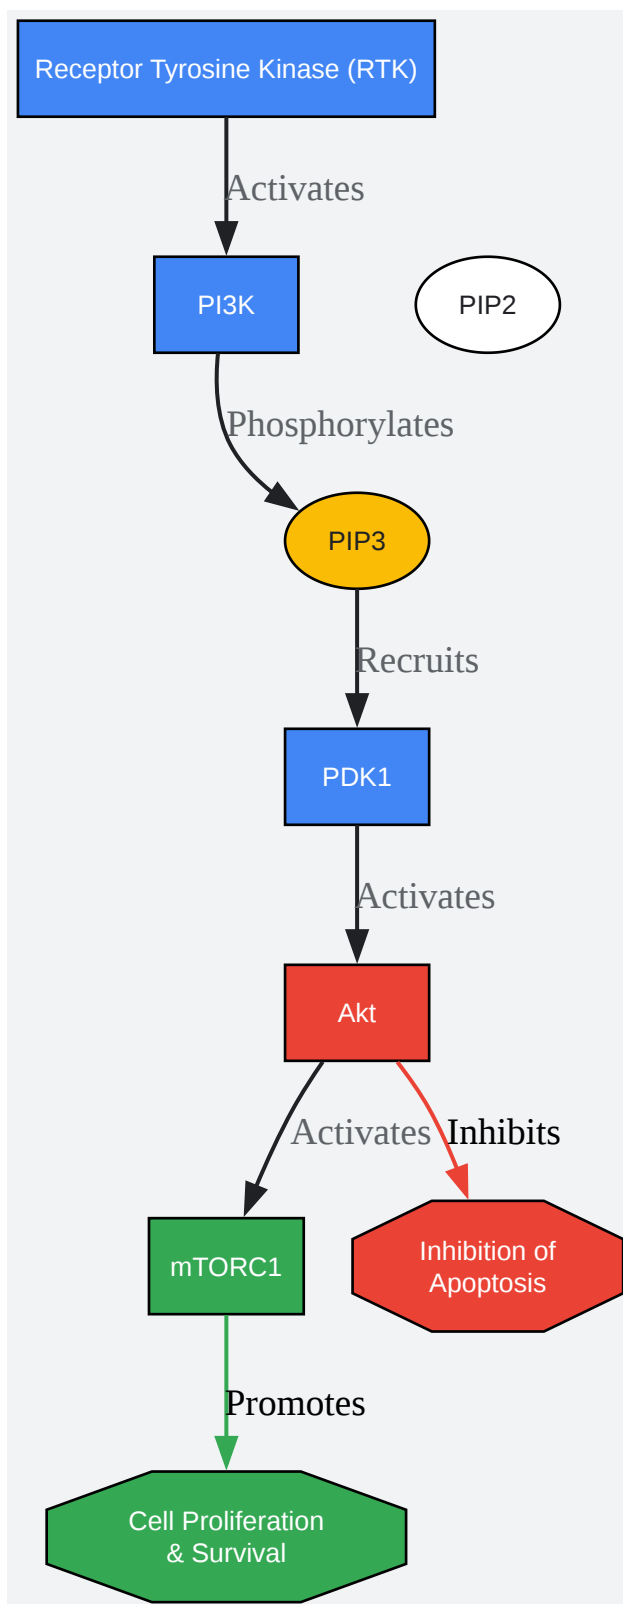 Receptor Tyrosine Kinase (RTK)
Activates
PI3K
PIP2
Phosphorylates
PIP3
Recruits
PDK1
Activates
Akt
Activates
Inhibits
mTORC1
Inhibition of
Apoptosis
Promotes
Cell Proliferation
& Survival